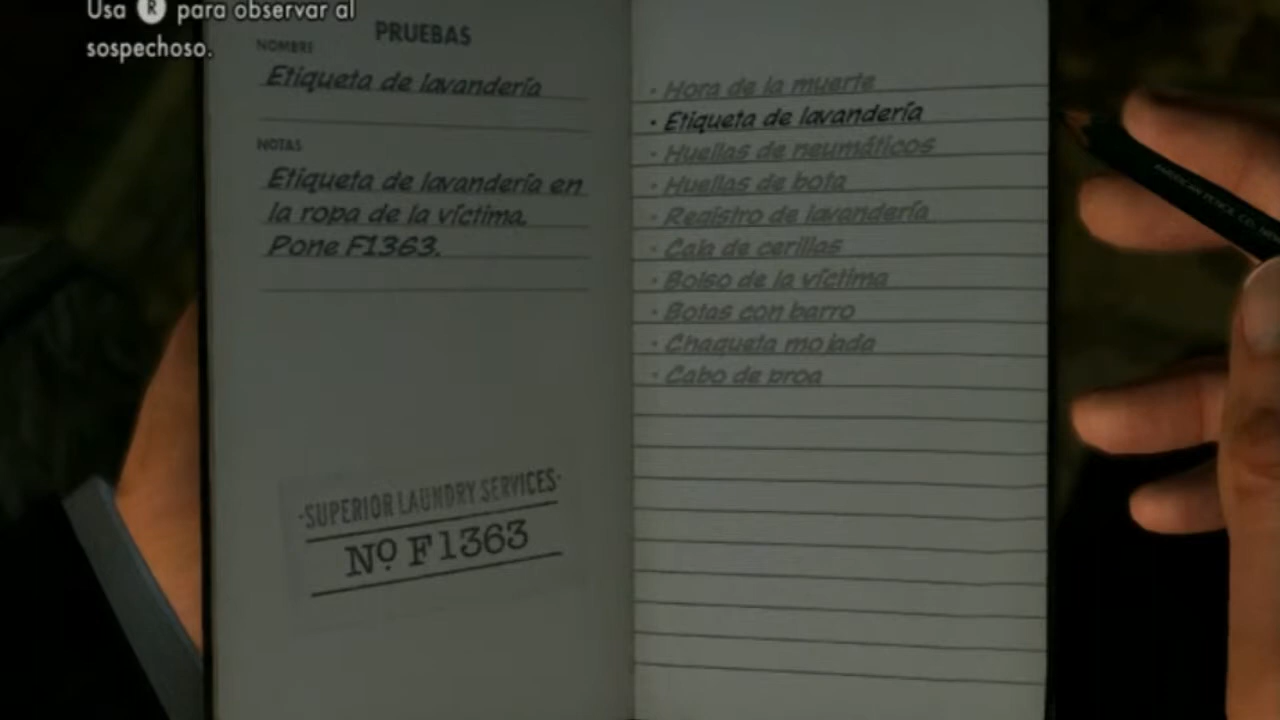 Usa R para observar al
sospechoso.
PRUEBAS
NOMBRE
Etiqueta de lavandería
NOTAS
Etiqueta de lavandería en
la ropa de la víctima.
Pone F1363.
·SUPERIOR LAUNDRY SERVICES·
Nº F1363
· Hora de la muerte
· Etiqueta de lavandería
· Huellas de neumáticos
· Huellas de bota
· Registro de lavandería
· Caja de cerillas
· Bolso de la víctima
· Botas con barro
· Chaqueta mojada
· Cabo de proa
AMERICAN PENCIL CO.